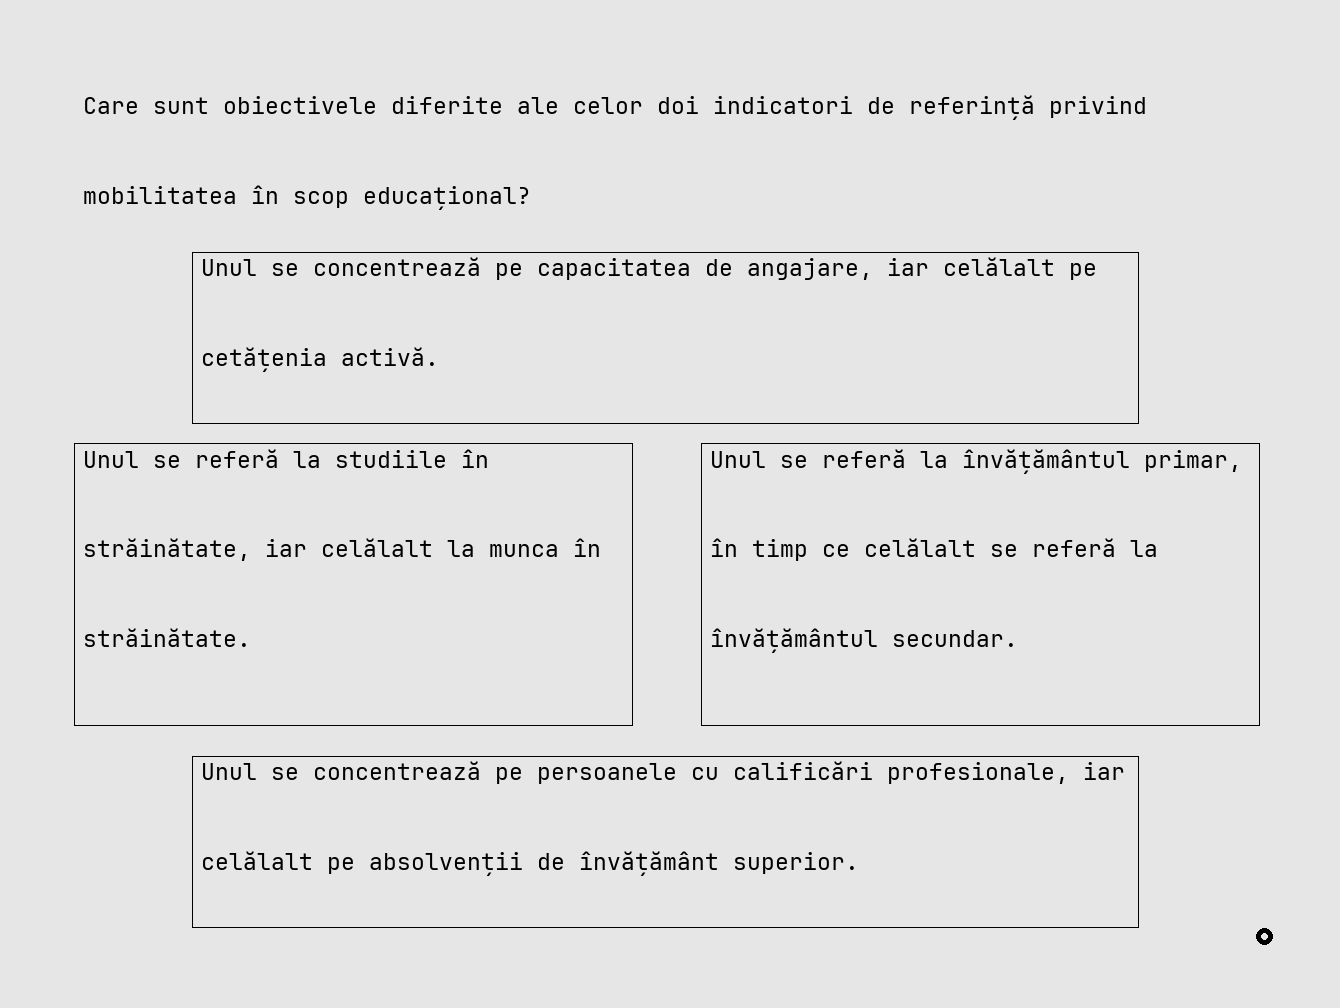 Care sunt obiectivele diferite ale celor doi indicatori de referință privind
mobilitatea în scop educațional?
Unul se concentrează pe capacitatea de angajare, iar celălalt pe
cetățenia activă.
Unul se referă la studiile în
străinătate, iar celălalt la munca în
străinătate.
Unul se referă la învățământul primar,
în timp ce celălalt se referă la
învățământul secundar.
Unul se concentrează pe persoanele cu calificări profesionale, iar
celălalt pe absolvenții de învățământ superior.